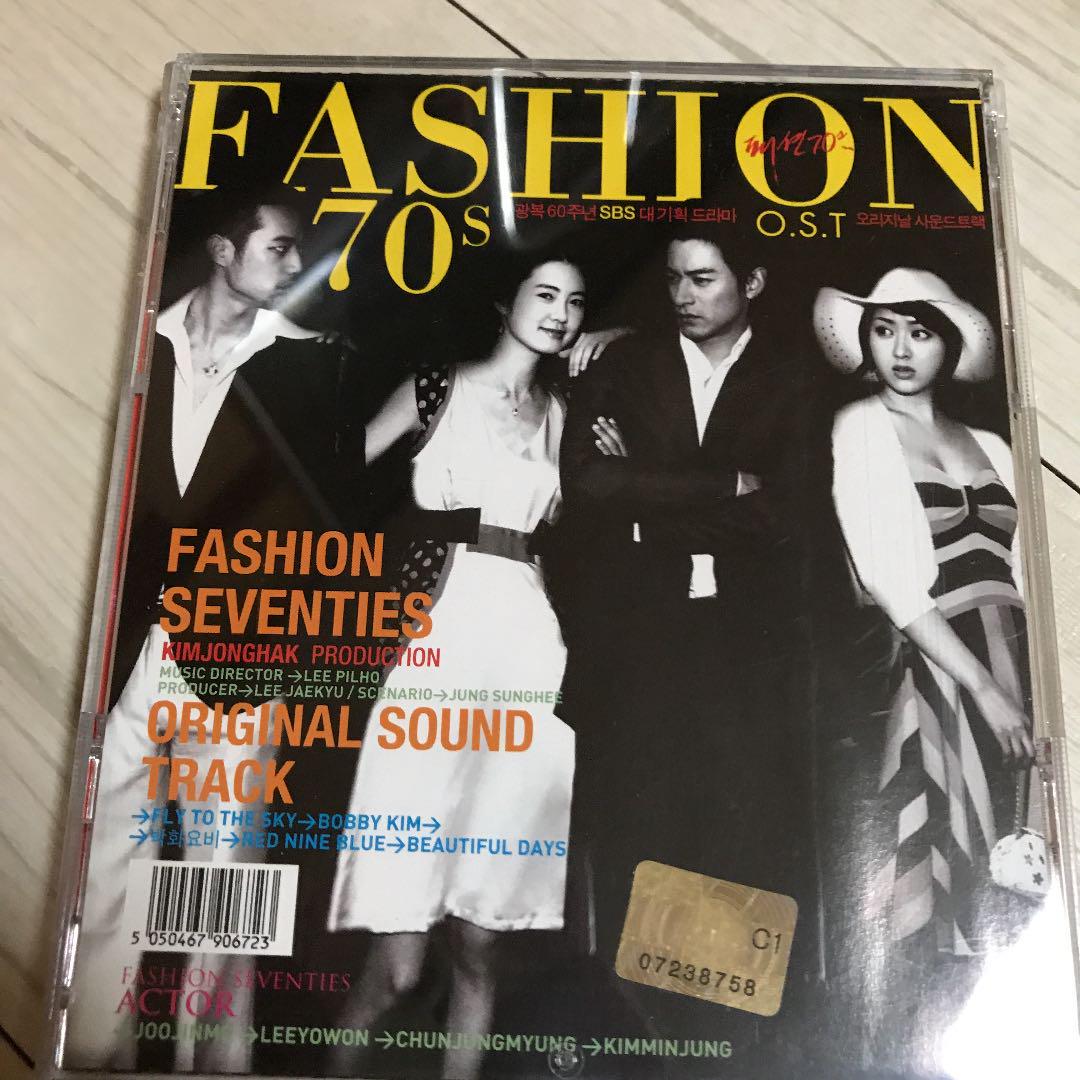 FASHION
패션70s
70s
광복 60주년 SBS 대기획 드라마
O.S.T 오리지날 사운드트랙
FASHION
SEVENTIES
KIMJONGHAK PRODUCTION
MUSIC DIRECTOR→LEE PILHO
PRODUCER→LEE JAEKYU / SCENARIO→JUNG SUNGHEE
ORIGINAL SOUND
TRACK
→FLY TO THE SKY→BOBBY KIM→
→박화요비→RED NINE BLUE→BEAUTIFUL DAYS
5 050467 906723
C1
07238758
FASHION SEVENTIES
ACTOR
→LEEYOWON →CHUNJUNGMYUNG →KIMMINJUNG